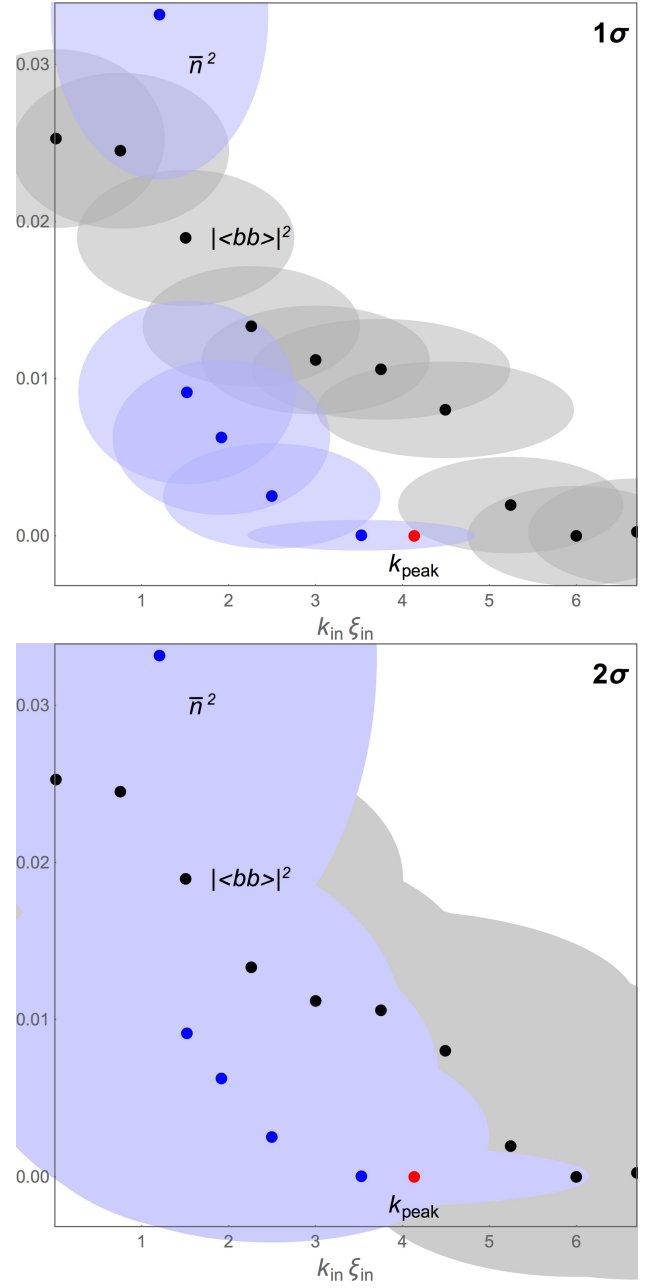 1σ
0.03
n̄ ²
0.02
|<bb>|²
0.01
0.00
k_peak
1 2 3 4 5 6
k_in ξ_in
2σ
0.03
n̄ ²
0.02
|<bb>|²
0.01
0.00
k_peak
1 2 3 4 5 6
k_in ξ_in